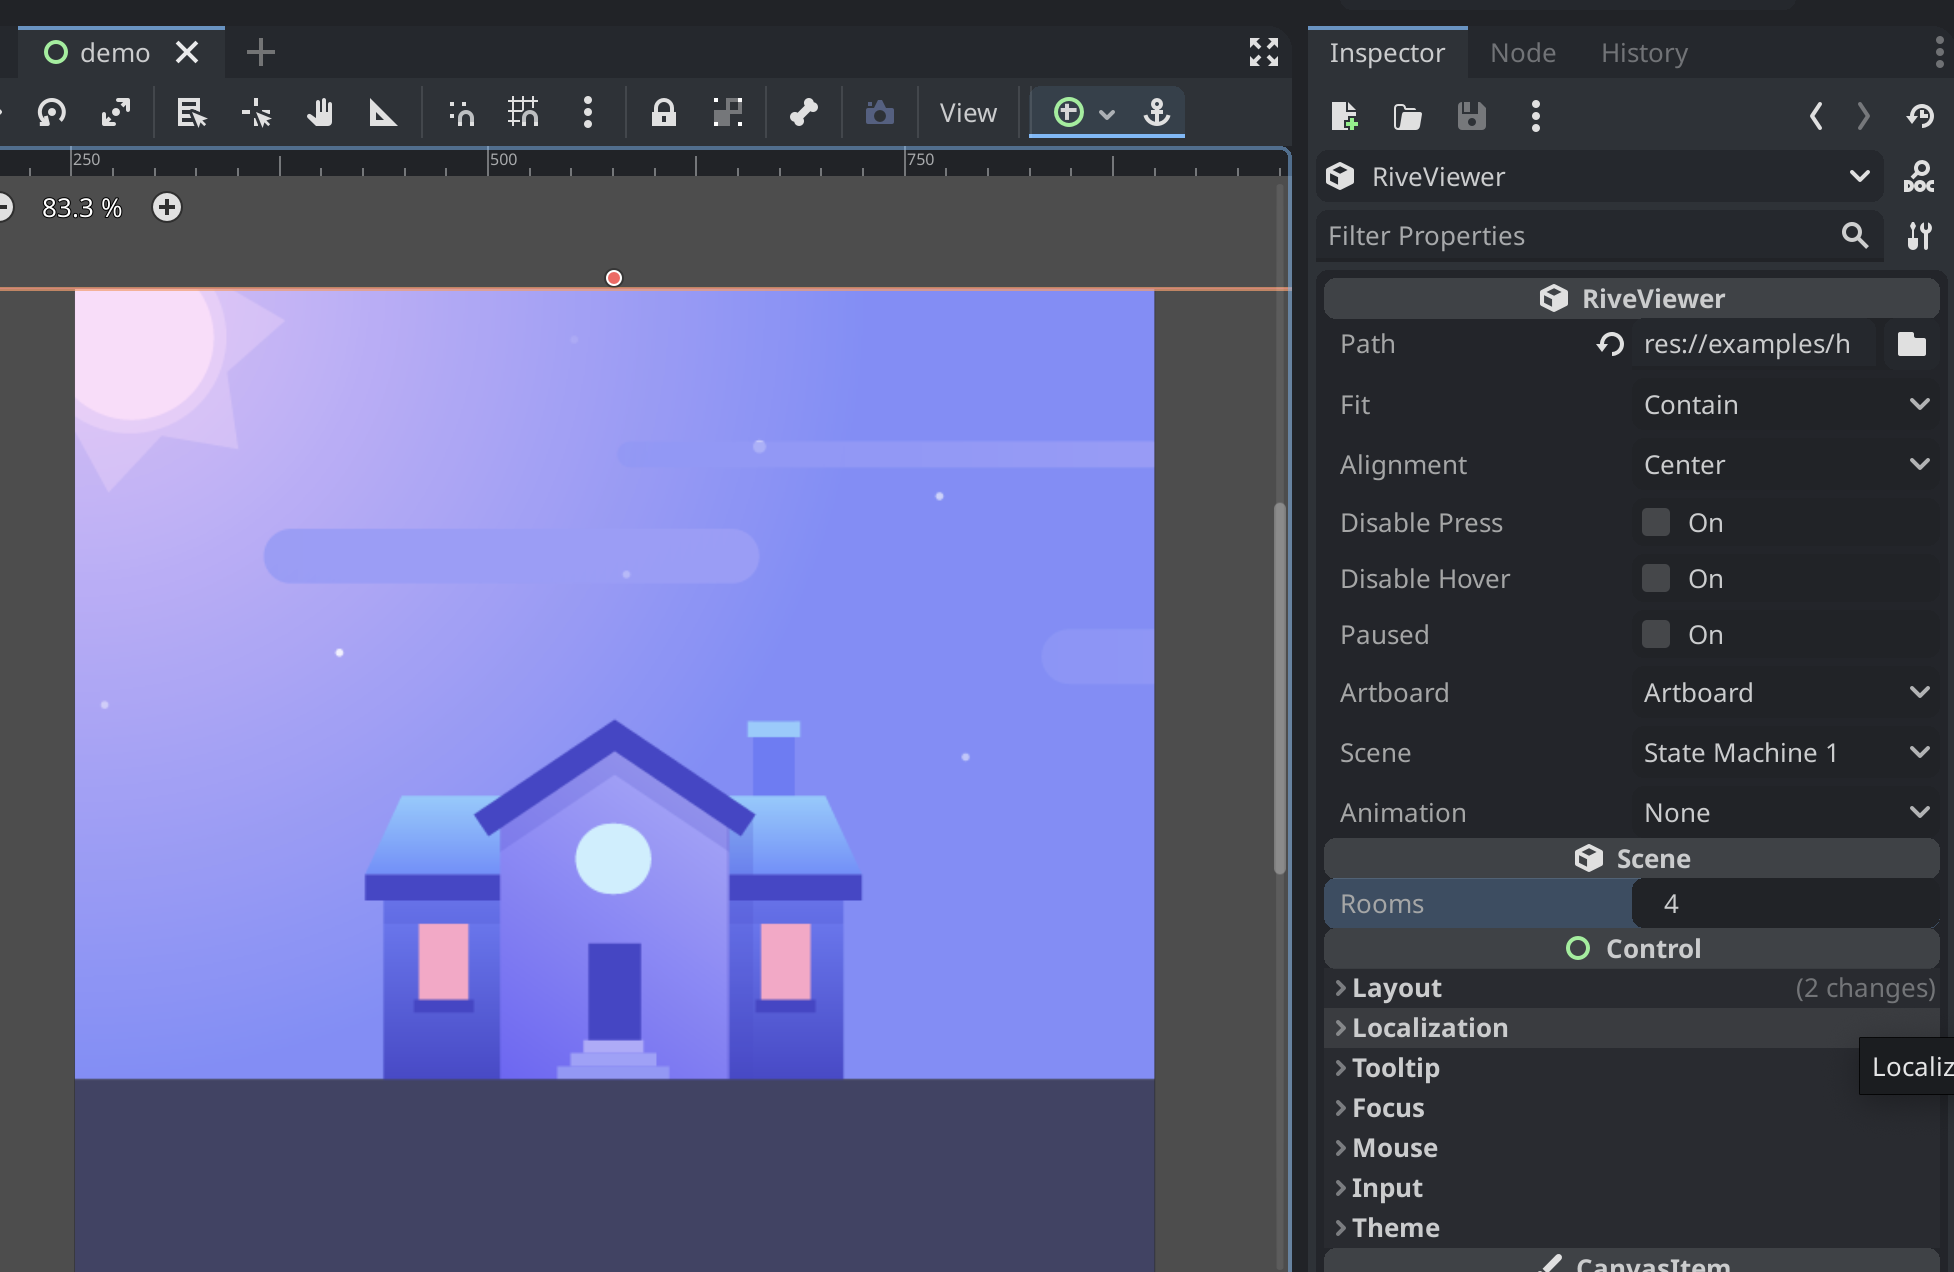 demo
View
250
500
750
83.3 %
Inspector
Node
History
RiveViewer
DOC
Filter Properties
RiveViewer
Path res://examples/h
Fit Contain
Alignment Center
Disable Press On
Disable Hover On
Paused On
Artboard Artboard
Scene State Machine 1
Animation None
Scene
Rooms 4
Control
Layout (2 changes)
Localization
Tooltip
Localiz
Focus
Mouse
Input
Theme
CanvasItem